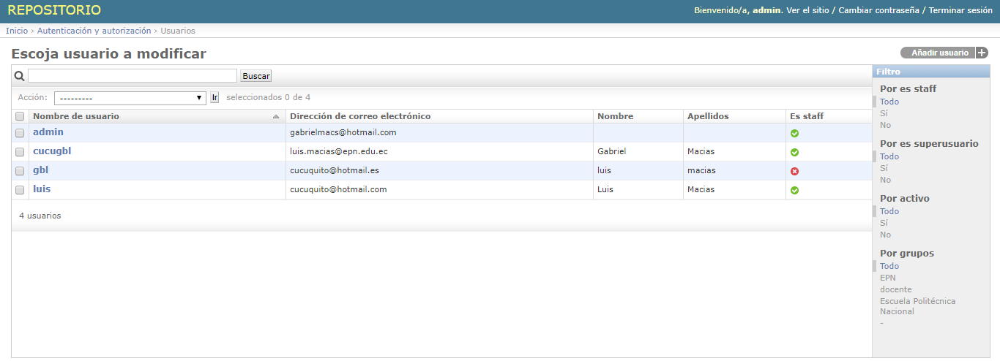 REPOSITORIO
Bienvenido/a, admin. Ver el sitio / Cambiar contraseña / Terminar sesión
Inicio › Autenticación y autorización › Usuarios
Escoja usuario a modificar
Añadir usuario +
Buscar
Acción: --------- Ir seleccionados 0 de 4
Nombre de usuario Dirección de correo electrónico Nombre Apellidos Es staff
admin gabrielmacs@hotmail.com
cucugbl luis.macias@epn.edu.ec Gabriel Macias
gbl cucuquito@hotmail.es luis macias
luis cucuquito@hotmail.com Luis Macias
4 usuarios
Filtro
Por es staff
Todo
Sí
No
Por es superusuario
Todo
Sí
No
Por activo
Todo
Sí
No
Por grupos
Todo
EPN
docente
Escuela Politécnica
Nacional
-